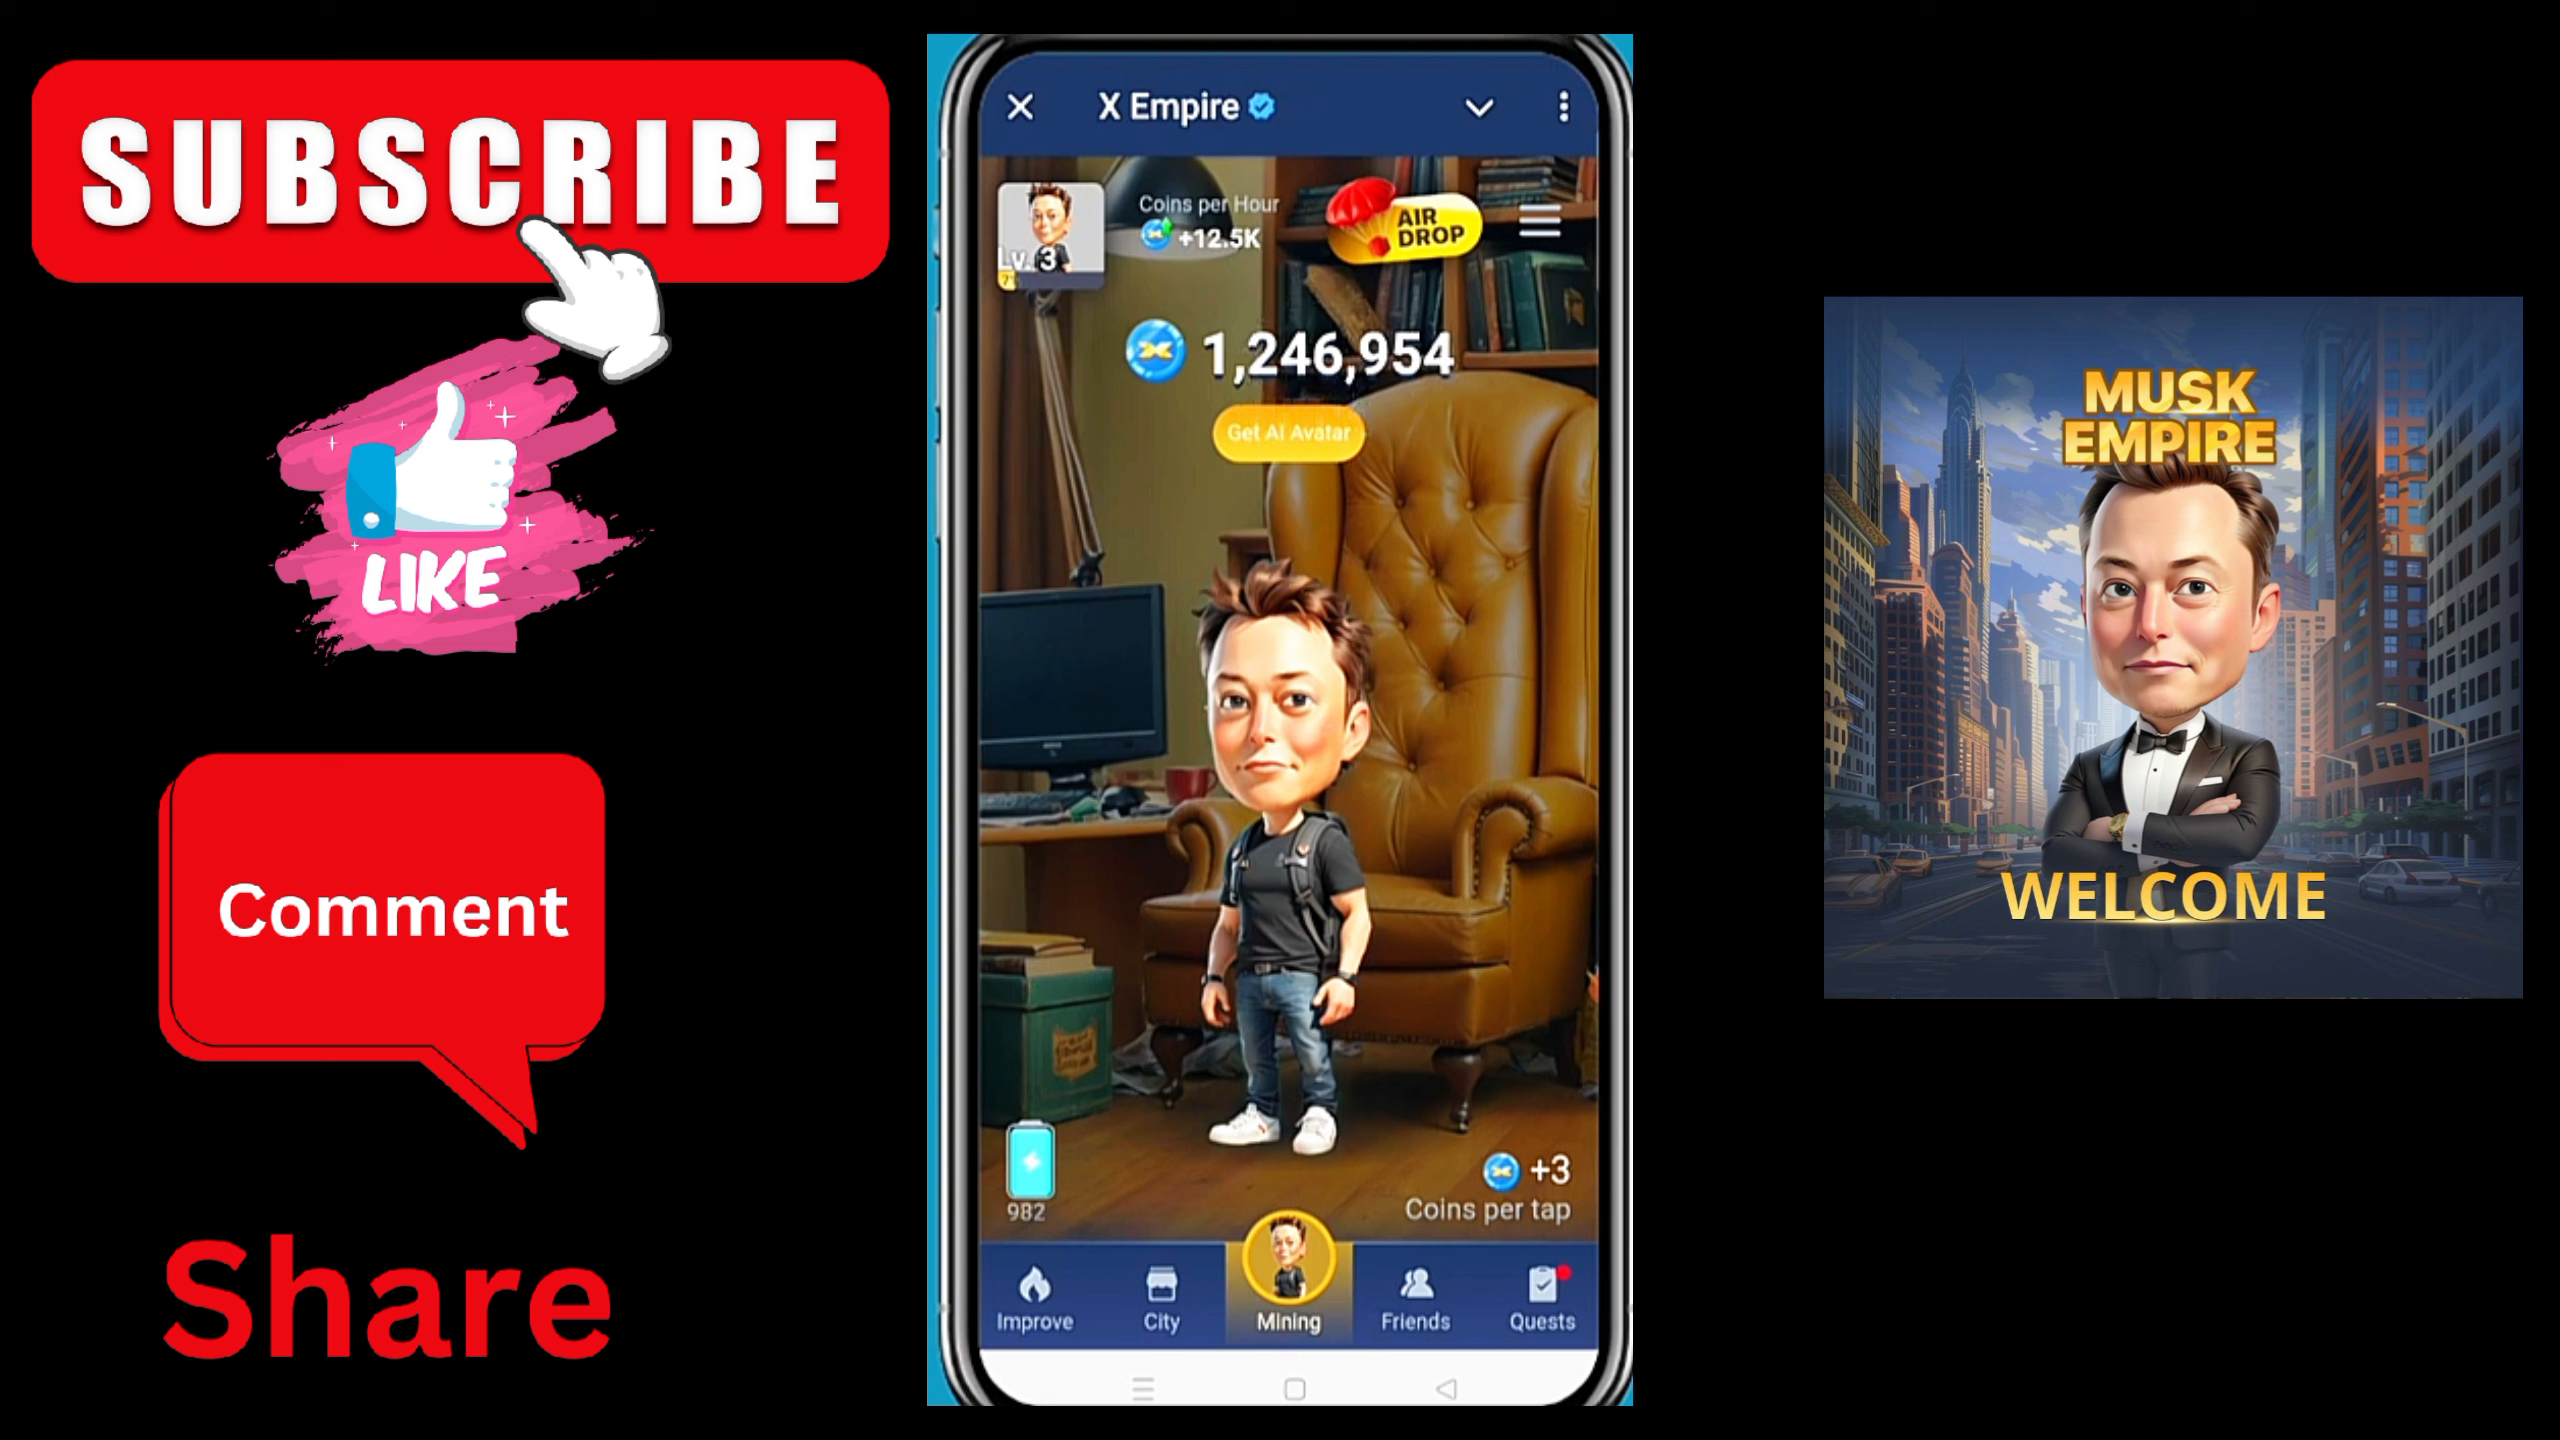 SUBSCRIBE
LIKE
Comment
Share
X Empire
Coins per Hour
+12.5K
AIR
DROP
Lv. 3
1,246,954
Get AI Avatar
982
+3
Coins per tap
Improve
City
Mining
Friends
Quests
MUSK
EMPIRE
WELCOME